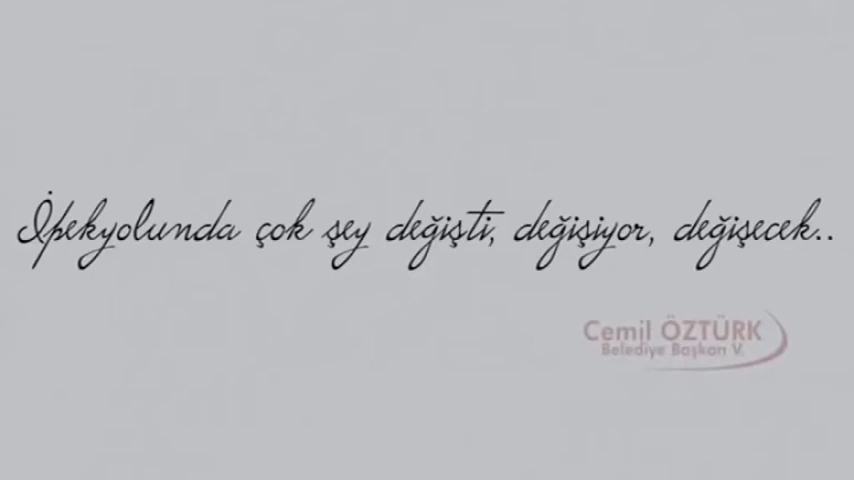 İpekyolunda çok şey değişti, değişiyor, değişecek..
Cemil ÖZTÜRK
Belediye Başkan V.